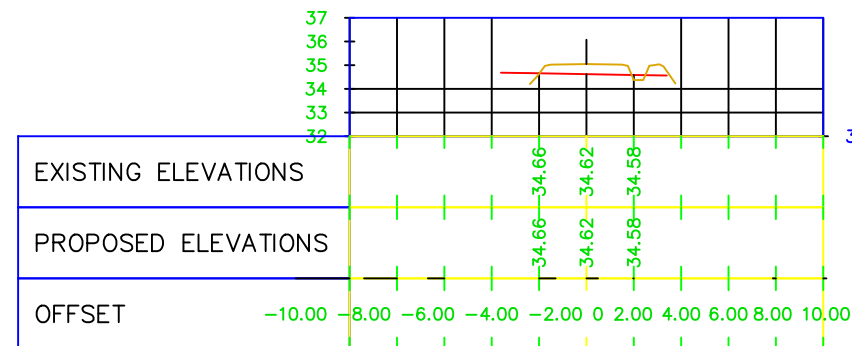 37
36
35
34
33
32
3
EXISTING ELEVATIONS 34.66 34.62 34.58
PROPOSED ELEVATIONS 34.66 34.62 34.58
OFFSET -10.00 -8.00 -6.00 -4.00 -2.00 0 2.00 4.00 6.00 8.00 10.00